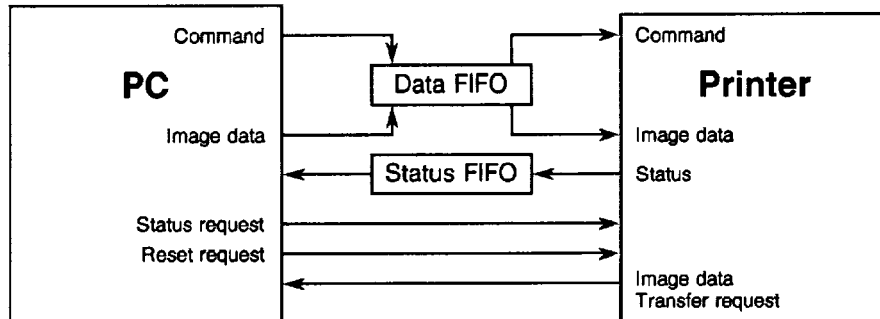 Command
Command
PC
Data FIFO
Printer
Image data
Image data
Status FIFO
Status
Status request
Reset request
Image data
Transfer request